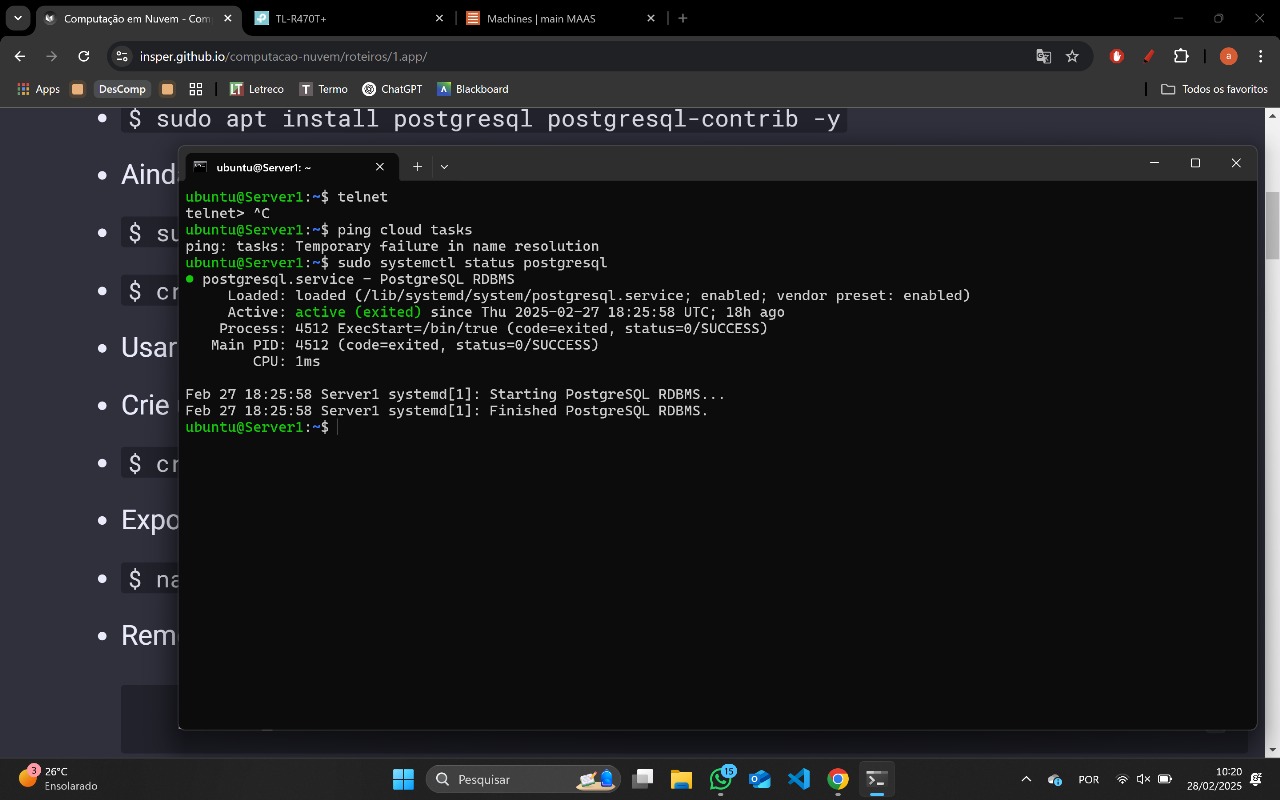 Computação em Nuvem - Com
TL-R470T+
Machines | main MAAS
insper.github.io/computacao-nuvem/roteiros/1.app/
a
Apps
DesComp
LT Letreco
T Termo
ChatGPT
Blackboard
Todos os favoritos
$ sudo apt install postgresql postgresql-contrib -y
ubuntu@Server1: ~
ubuntu@Server1:~$ telnet
telnet> ^C
ubuntu@Server1:~$ ping cloud tasks
ping: tasks: Temporary failure in name resolution
ubuntu@Server1:~$ sudo systemctl status postgresql
● postgresql.service - PostgreSQL RDBMS
Loaded: loaded (/lib/systemd/system/postgresql.service; enabled; vendor preset: enabled)
Active: active (exited) since Thu 2025-02-27 18:25:58 UTC; 18h ago
Process: 4512 ExecStart=/bin/true (code=exited, status=0/SUCCESS)
Main PID: 4512 (code=exited, status=0/SUCCESS)
CPU: 1ms
Feb 27 18:25:58 Server1 systemd[1]: Starting PostgreSQL RDBMS...
Feb 27 18:25:58 Server1 systemd[1]: Finished PostgreSQL RDBMS.
ubuntu@Server1:~$
Aind
$ su
$ cr
Usar
Crie
$ cr
Expo
$ na
Rem
3
26°C
Ensolarado
Pesquisar
15
POR
10:20
28/02/2025